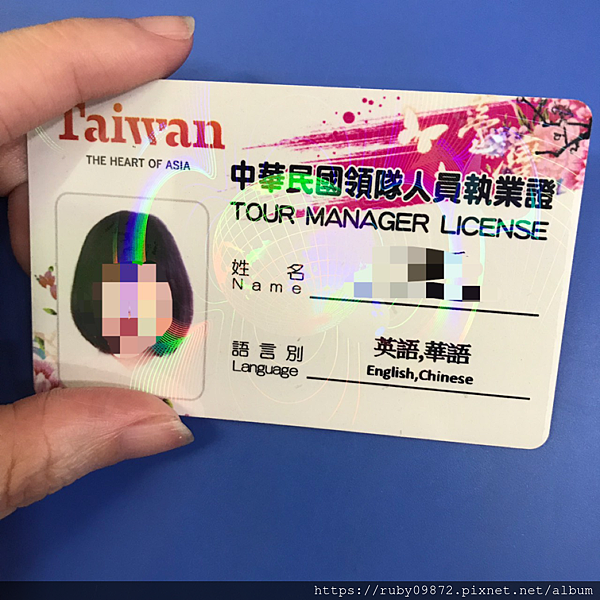 Taiwan
THE HEART OF ASIA
中華民國領隊人員執業證
TOUR MANAGER LICENSE
姓 名
Name
語言別 英語,華語
Language English,Chinese
https://ruby09872.pixnet.net/album